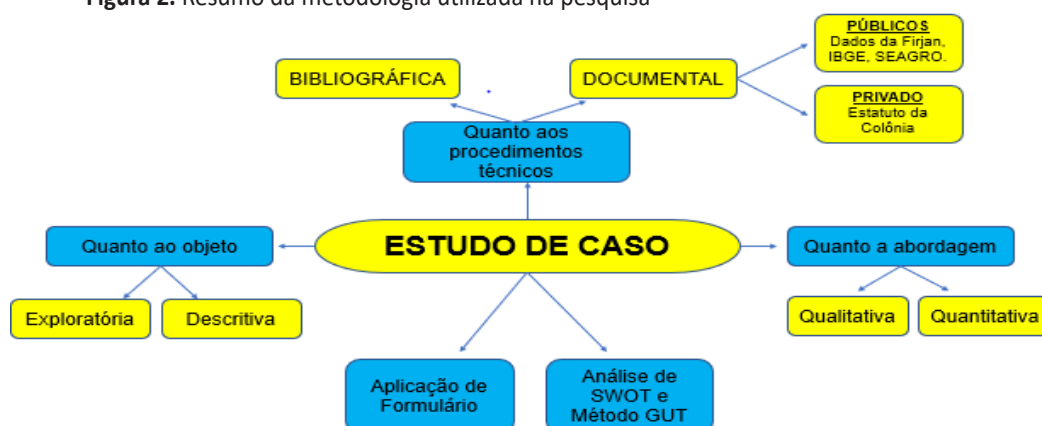 Figura 2. Resumo da metodologia utilizada na pesquisa
PÚBLICOS
Dados da Firjan,
IBGE, SEAGRO.
BIBLIOGRÁFICA
DOCUMENTAL
PRIVADO
Estatuto da
Colônia
Quanto aos
procedimentos
técnicos
Quanto ao objeto
ESTUDO DE CASO
Quanto a abordagem
Exploratória
Descritiva
Qualitativa
Quantitativa
Aplicação de
Formulário
Análise de
SWOT e
Método GUT